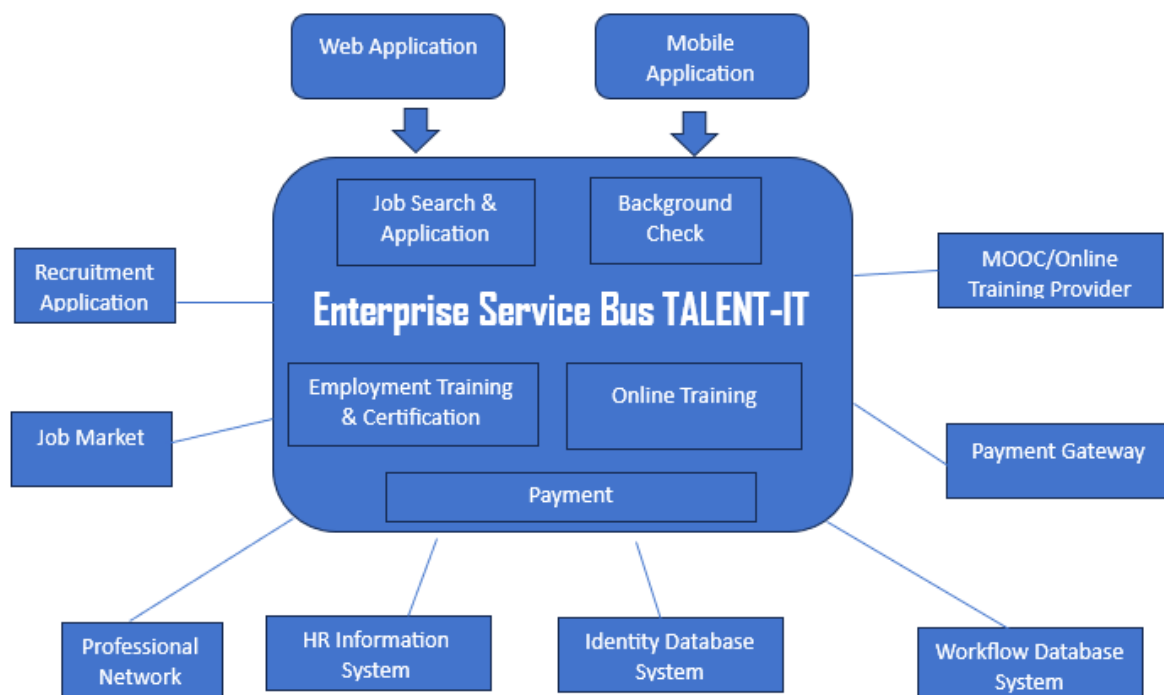 Web Application
Mobile
Application
Job Search &
Application
Background
Check
Recruitment
Application
MOOC/Online
Training Provider
Enterprise Service Bus TALENT-IT
Employment Training
& Certification
Online Training
Job Market
Payment Gateway
Payment
Professional
Network
HR Information
System
Identity Database
System
Workflow Database
System